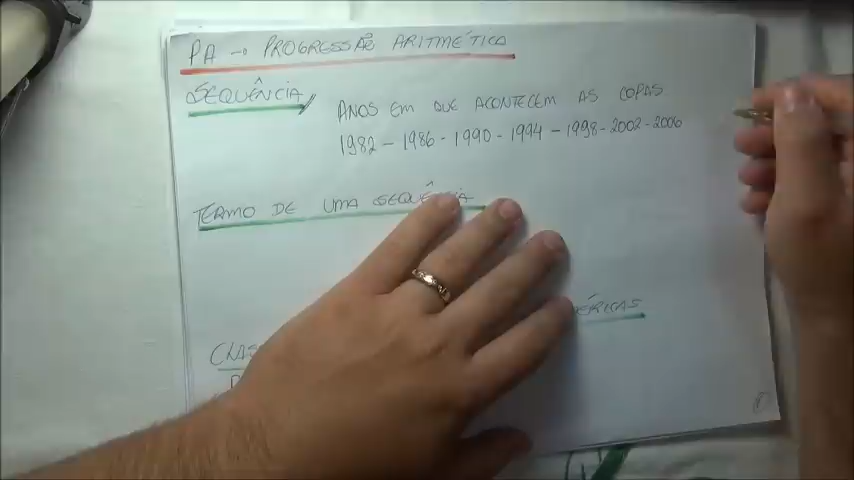 PA → PROGRESSÃO ARITMÉTICA
SEQUÊNCIA
ANOS EM QUE ACONTECEM AS COPAS
1982 - 1986 - 1990 - 1994 - 1998 - 2002 - 2006
TERMO DE UMA SEQUÊNCIA